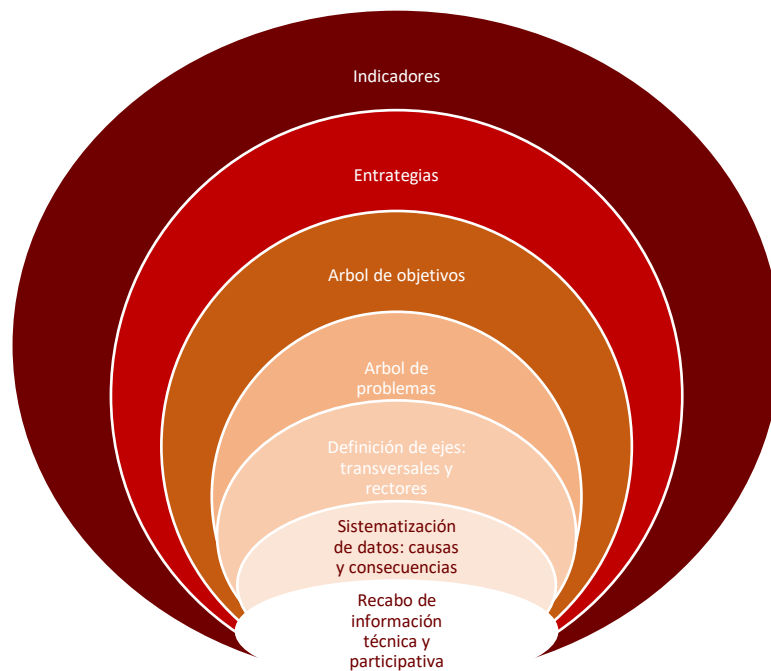 Indicadores
Entrategias
Arbol de objetivos
Arbol de
problemas
Definición de ejes:
transversales y
rectores
Sistematización
de datos: causas
y consecuencias
Recabo de
información
técnica y
participativa